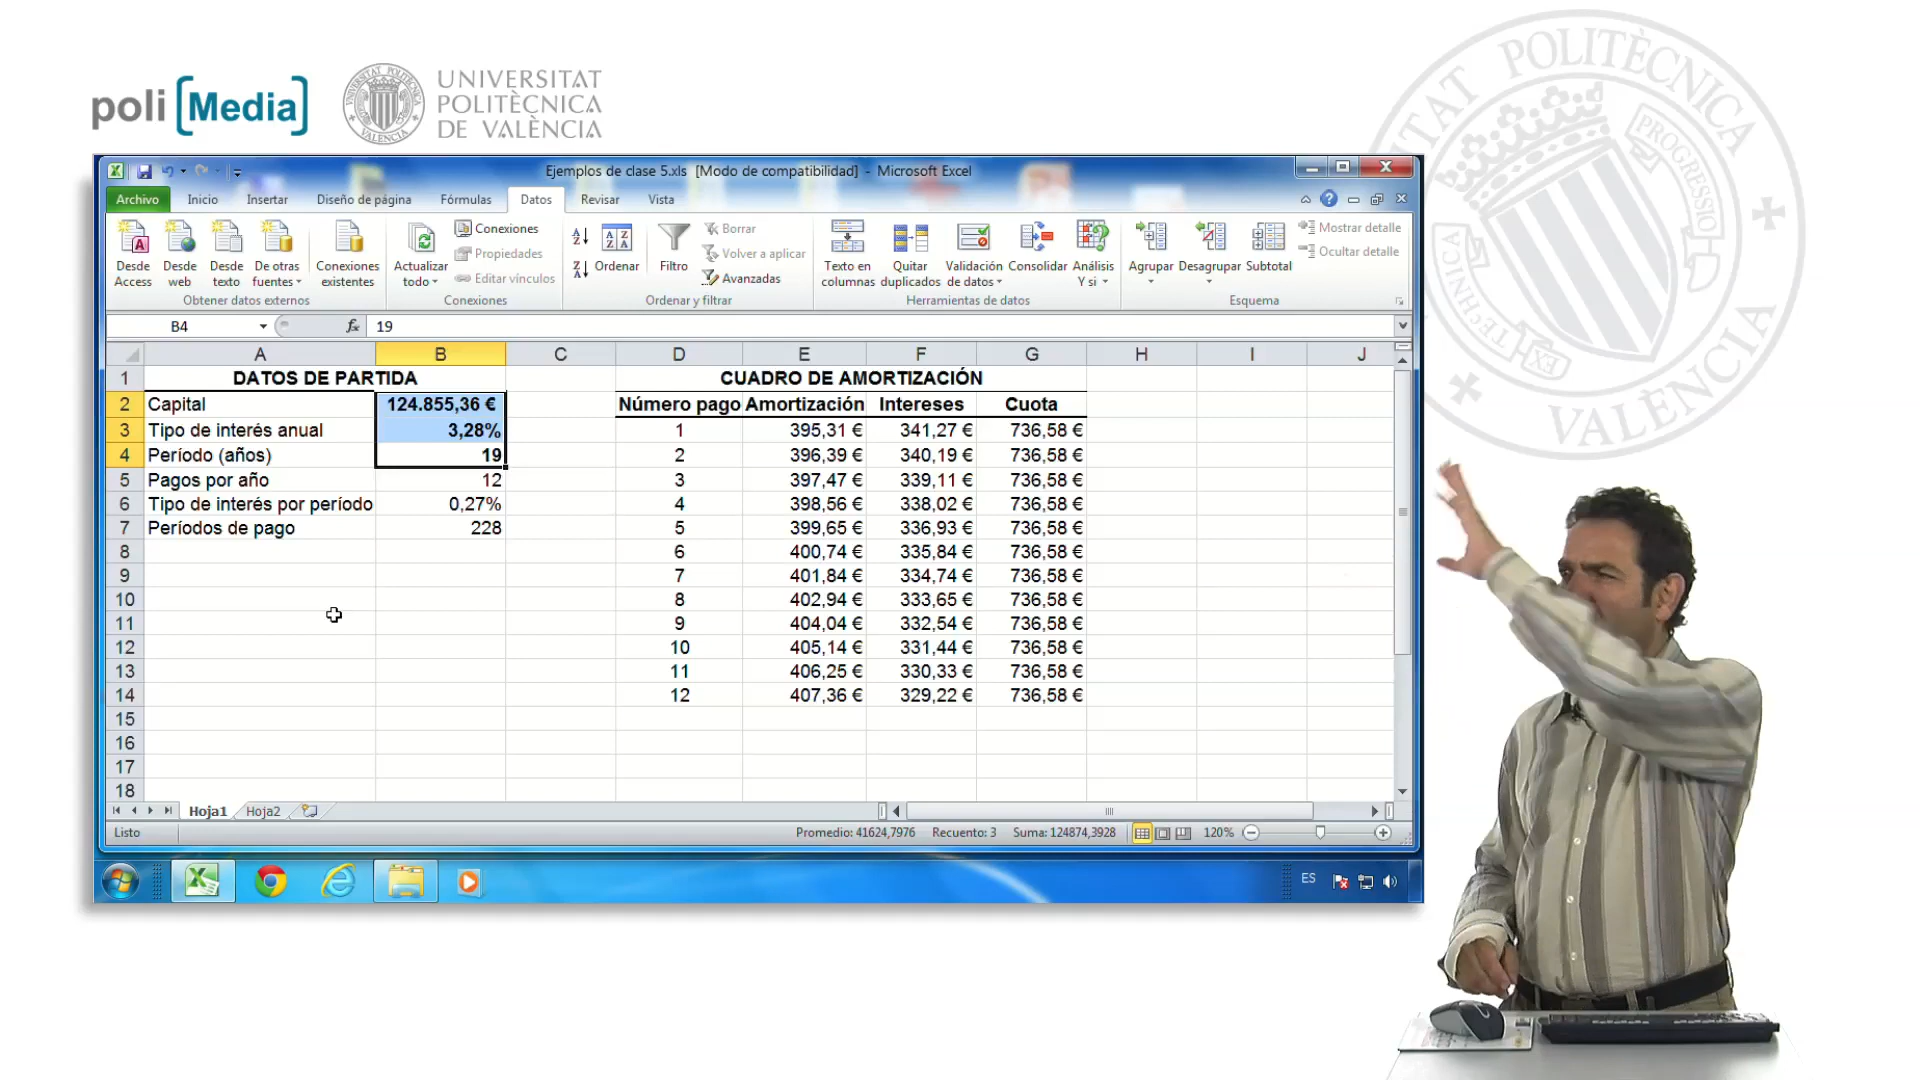 poli [Media]
UNIVERSITAT
POLITÈCNICA
DE VALÈNCIA
Ejemplos de clase 5.xls [Modo de compatibilidad] - Microsoft Excel
Archivo Inicio Insertar Diseño de página Fórmulas Datos Revisar Vista
Desde Access
Desde web
Desde texto
De otras fuentes
Conexiones existentes
Obtener datos externos
Actualizar todo
Conexiones
Propiedades
Editar vínculos
Conexiones
Ordenar
Filtro
Borrar
Volver a aplicar
Avanzadas
Ordenar y filtrar
Texto en columnas
Quitar duplicados
Validación de datos
Consolidar
Análisis Y si
Herramientas de datos
Agrupar
Desagrupar
Subtotal
Mostrar detalle
Ocultar detalle
Esquema
B4 fx 19
A B C D E F G H I J
1 DATOS DE PARTIDA CUADRO DE AMORTIZACIÓN
2 Capital 124.855,36 € Número pago Amortización Intereses Cuota
3 Tipo de interés anual 3,28% 1 395,31 € 341,27 € 736,58 €
4 Período (años) 19 2 396,39 € 340,19 € 736,58 €
5 Pagos por año 12 3 397,47 € 339,11 € 736,58 €
6 Tipo de interés por período 0,27% 4 398,56 € 338,02 € 736,58 €
7 Períodos de pago 228 5 399,65 € 336,93 € 736,58 €
8 6 400,74 € 335,84 € 736,58 €
9 7 401,84 € 334,74 € 736,58 €
10 8 402,94 € 333,65 € 736,58 €
11 9 404,04 € 332,54 € 736,58 €
12 10 405,14 € 331,44 € 736,58 €
13 11 406,25 € 330,33 € 736,58 €
14 12 407,36 € 329,22 € 736,58 €
15
16
17
18
Hoja1 Hoja2
Listo Promedio: 41624,7976 Recuento: 3 Suma: 124874,3928 120%
ES
POLITÈCNICA
VALÈNCIA
PROGRESSIO